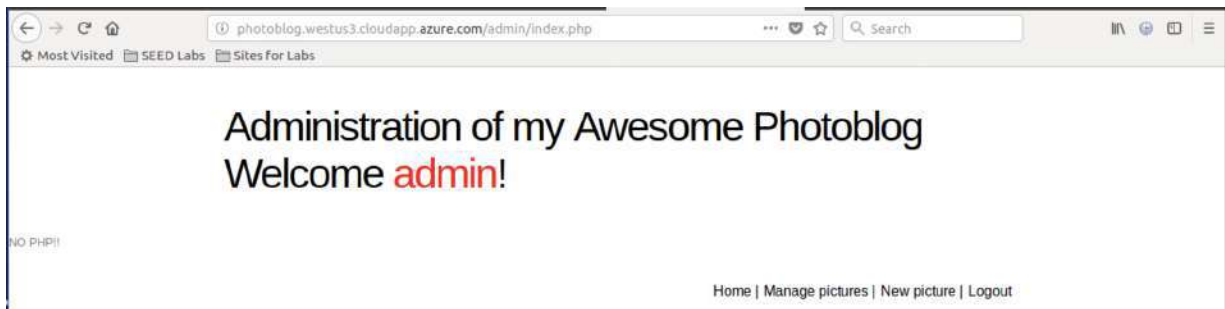 photoblog.westus3.cloudapp.azure.com/admin/index.php
Search
Most Visited SEED Labs Sites for Labs
Administration of my Awesome Photoblog
Welcome admin!
NO PHP!!
Home | Manage pictures | New picture | Logout